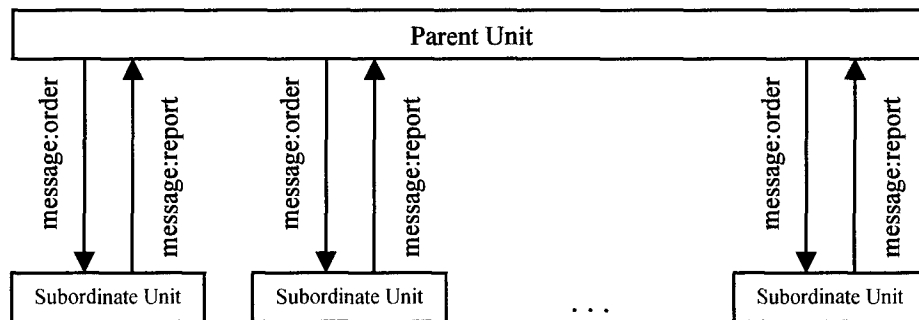 Parent Unit
message:order
message:report
message:order
message:report
message:order
message:report
Subordinate Unit
Subordinate Unit
. . .
Subordinate Unit